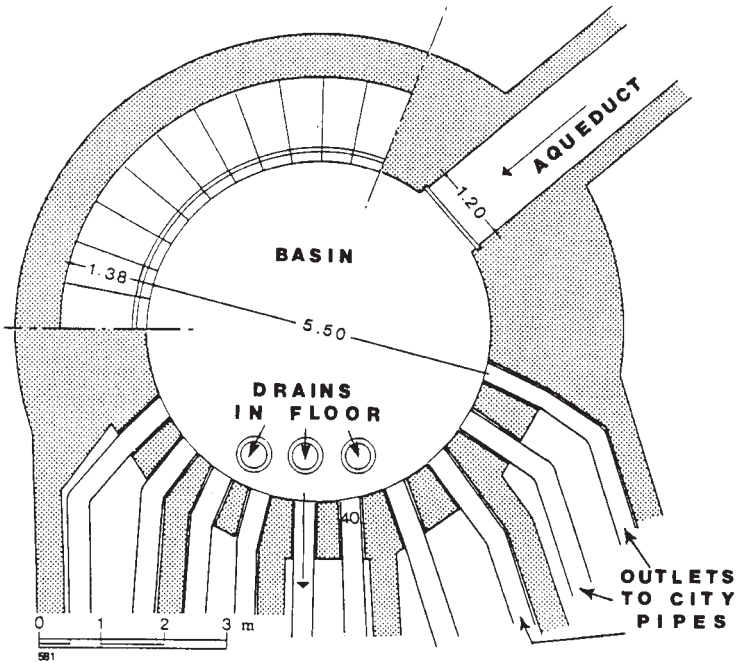 AQUEDUCT
1.20
BASIN
1.38
5.50
DRAINS
IN FLOOR
40
OUTLETS
TO CITY
PIPES
0 1 2 3 m
581